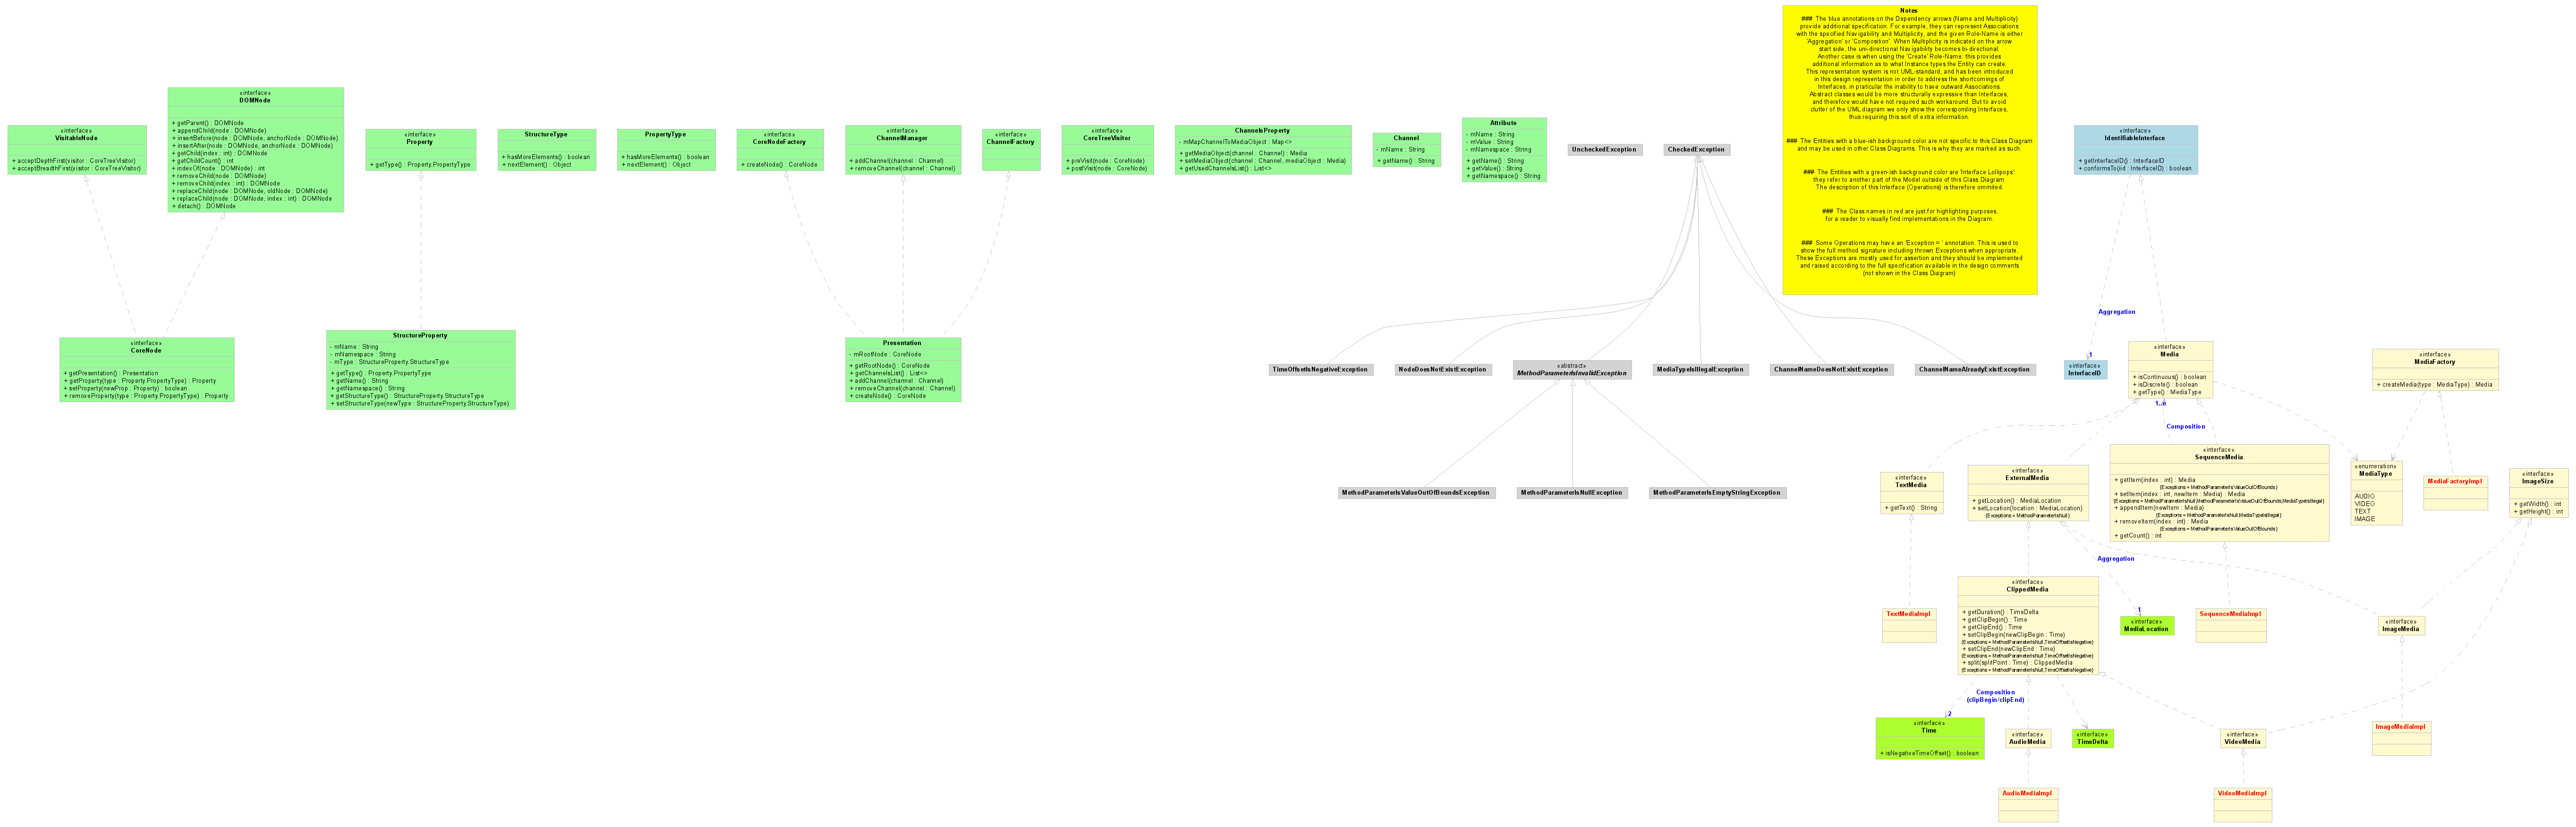 «interface»
VisitableNode
+ acceptDepthFirst(visitor : CoreTreeVisitor)
+ acceptBreadthFirst(visitor : CoreTreeVisitor)
«interface»
DOMNode
+ getParent() : DOMNode
+ appendChild(node : DOMNode)
+ insertBefore(node : DOMNode, anchorNode : DOMNode)
+ insertAfter(node : DOMNode, anchorNode : DOMNode)
+ getChild(index : int) : DOMNode
+ getChildCount() : int
+ indexOf(node : DOMNode) : int
+ removeChild(node : DOMNode)
+ removeChild(index : int) : DOMNode
+ replaceChild(node : DOMNode, oldNode : DOMNode)
+ replaceChild(node : DOMNode, index : int) : DOMNode
+ detach() : DOMNode
«interface»
Property
+ getType() : Property.PropertyType
StructureType
+ hasMoreElements() : boolean
+ nextElement() : Object
PropertyType
+ hasMoreElements() : boolean
+ nextElement() : Object
«interface»
CoreNodeFactory
+ createNode() : CoreNode
«interface»
ChannelManager
+ addChannel(channel : Channel)
+ removeChannel(channel : Channel)
«interface»
ChannelFactory
«interface»
CoreTreeVisitor
+ preVisit(node : CoreNode)
+ postVisit(node : CoreNode)
ChannelsProperty
- mMapChannelToMediaObject : Map<>
+ getMediaObject(channel : Channel) : Media
+ setMediaObject(channel : Channel, mediaObject : Media)
+ getUsedChannelsList() : List<>
Channel
- mName : String
+ getName() : String
Attribute
- mName : String
- mValue : String
- mNamespace : String
+ getName() : String
+ getValue() : String
+ getNamespace() : String
UncheckedException
CheckedException
Notes
### The blue annotations on the Dependency arrows (Name and Multiplicity)
provide additional specification. For example, they can represent Associations
with the specified Navigability and Multiplicity, and the given Role-Name is either
'Aggregation' or 'Composition'. When Multiplicity is indicated on the arrow
start side, the uni-directional Navigability becomes bi-directional.
Another case is when using the 'Create' Role-Name: this provides
additional information as to what Instance types the Entity can create.
This representation system is not UML-standard, and has been introduced
in this design representation in order to address the shortcomings of
Interfaces, in praticular the inability to have outward Associations.
Abstract classes would be more structurally expressive than Interfaces,
and therefore would have not required such workaround. But to avoid
clutter of the UML diagram we only show the corresponding Interfaces,
thus requiring this sort of extra information.
### The Entities with a blue-ish background color are not specific to this Class Diagram
and may be used in other Class Diagrams. This is why they are marked as such.
### The Entities with a green-ish background color are 'Interface Lollipops':
they refer to another part of the Model outside of this Class Diagram.
The description of this Interface (Operations) is therefore ommited.
### The Class names in red are just for highlighting purposes,
for a reader to visually find implementations in the Diagram.
### Some Operations may have an 'Exception = ' annotation. This is used to
show the full method signature including thrown Exceptions when appropriate.
These Exceptions are mostly used for assertion and they should be implemented
and raised according to the full specification available in the design comments
(not shown in the Class Diagram)
«interface»
IdentifiableInterface
+ getInterfaceID() : InterfaceID
+ conformsTo(iid : InterfaceID) : boolean
Aggregation
1
«interface»
CoreNode
+ getPresentation() : Presentation
+ getProperty(type : Property.PropertyType) : Property
+ setProperty(newProp : Property) : boolean
+ removeProperty(type : Property.PropertyType) : Property
StructureProperty
- mName : String
- mNamespace : String
- mType : StructureProperty.StructureType
+ getType() : Property.PropertyType
+ getName() : String
+ getNamespace() : String
+ getStructureType() : StructureProperty.StructureType
+ setStructureType(newType : StructureProperty.StructureType)
Presentation
- mRootNode : CoreNode
+ getRootNode() : CoreNode
+ getChannelsList() : List<>
+ addChannel(channel : Channel)
+ removeChannel(channel : Channel)
+ createNode() : CoreNode
TimeOffsetIsNegativeException
NodeDoesNotExistException
«abstract»
MethodParameterIsInvalidException
MediaTypeIsIllegalException
ChannelNameDoesNotExistException
ChannelNameAlreadyExistException
«interface»
InterfaceID
«interface»
Media
+ isContinuous() : boolean
+ isDiscrete() : boolean
+ getType() : MediaType
1..n
Composition
«interface»
MediaFactory
+ createMedia(type : MediaType) : Media
MethodParameterIsValueOutOfBoundsException
MethodParameterIsNullException
MethodParameterIsEmptyStringException
«interface»
TextMedia
+ getText() : String
«interface»
ExternalMedia
+ getLocation() : MediaLocation
+ setLocation(location : MediaLocation)
{Exceptions = MethodParameterIsNull}
«interface»
SequenceMedia
+ getItem(index : int) : Media
{Exceptions = MethodParameterIsValueOutOfBounds}
+ setItem(index : int, newItem : Media) : Media
{Exceptions = MethodParameterIsNull,MethodParameterIsValueOutOfBounds,MediaTypeIsIllegal}
+ appendItem(newItem : Media)
{Exceptions = MethodParameterIsNull,MediaTypeIsIllegal}
+ removeItem(index : int) : Media
{Exceptions = MethodParameterIsValueOutOfBounds}
+ getCount() : int
«enumeration»
MediaType
AUDIO
VIDEO
TEXT
IMAGE
MediaFactoryImpl
«interface»
ImageSize
+ getWidth() : int
+ getHeight() : int
Aggregation
1
TextMediaImpl
«interface»
ClippedMedia
+ getDuration() : TimeDelta
+ getClipBegin() : Time
+ getClipEnd() : Time
+ setClipBegin(newClipBegin : Time)
{Exceptions = MethodParameterIsNull,TimeOffsetIsNegative}
+ setClipEnd(newClipEnd : Time)
{Exceptions = MethodParameterIsNull,TimeOffsetIsNegative}
+ split(splitPoint : Time) : ClippedMedia
{Exceptions = MethodParameterIsNull,TimeOffsetIsNegative}
«interface»
MediaLocation
SequenceMediaImpl
«interface»
ImageMedia
Composition
(clipBegin/clipEnd)
2
«interface»
Time
+ isNegativeTimeOffset() : boolean
«interface»
AudioMedia
«interface»
TimeDelta
«interface»
VideoMedia
ImageMediaImpl
AudioMediaImpl
VideoMediaImpl